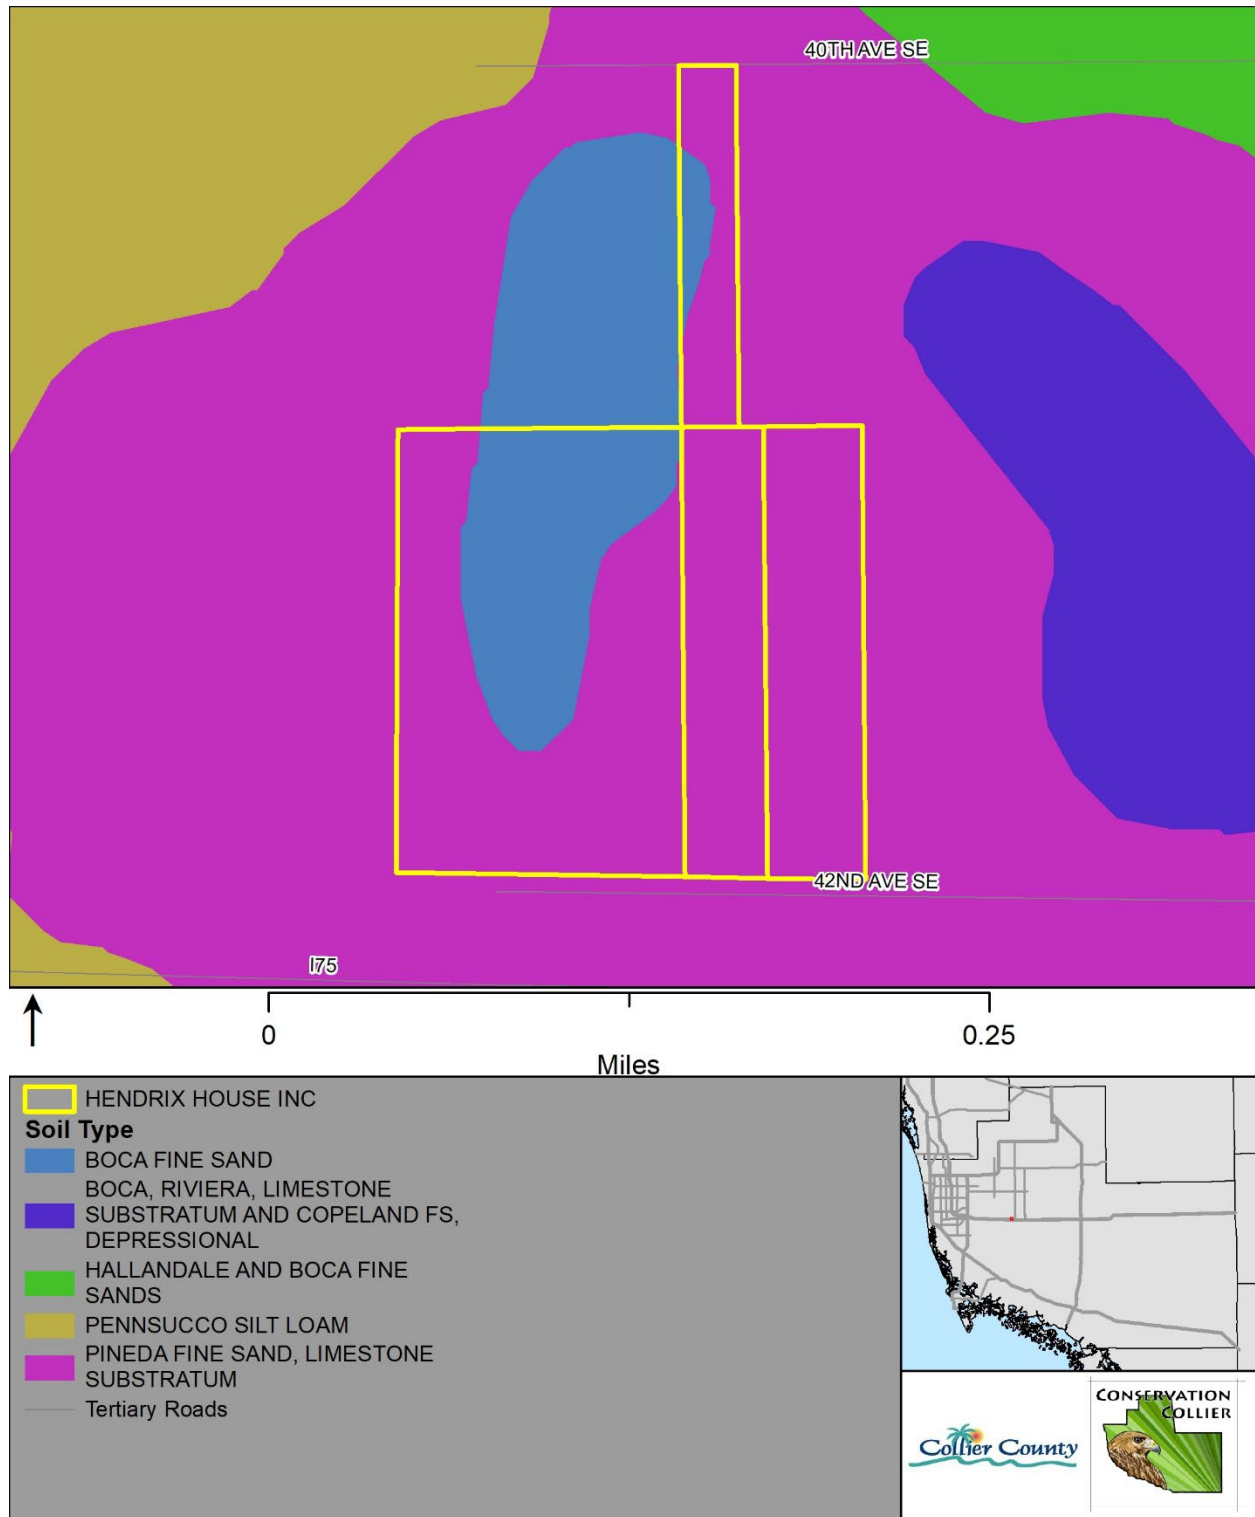 40TH AVE SE
42ND AVE SE
I75
0
0.25
Miles
HENDRIX HOUSE INC
Soil Type
BOCA FINE SAND
BOCA, RIVIERA, LIMESTONE
SUBSTRATUM AND COPELAND FS,
DEPRESSIONAL
HALLANDALE AND BOCA FINE
SANDS
PENNSUCCO SILT LOAM
PINEDA FINE SAND, LIMESTONE
SUBSTRATUM
Tertiary Roads
Collier County
CONSERVATION
COLLIER